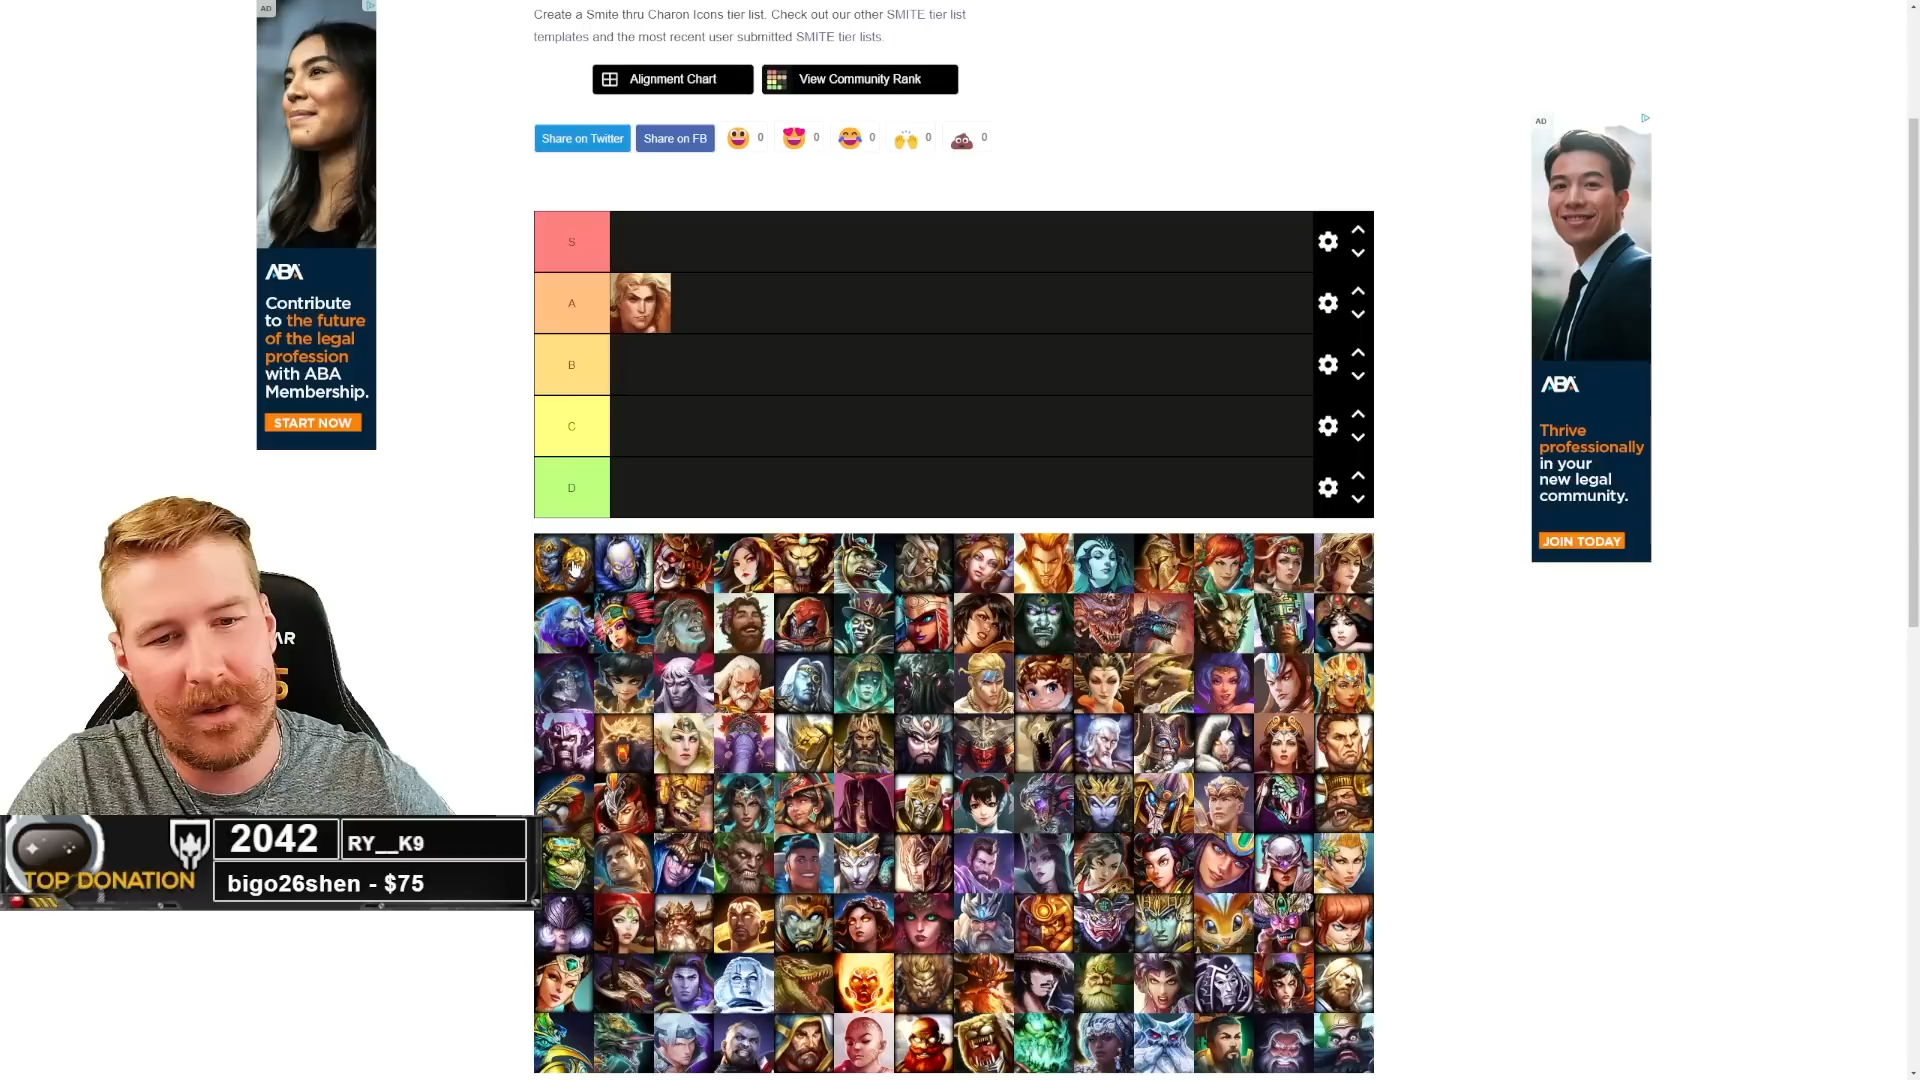 Create a Smite thru Charon Icons tier list. Check out our other SMITE tier list
templates and the most recent user submitted SMITE tier lists.
Alignment Chart
View Community Rank
Share on Twitter
Share on FB
0
0
0
0
0
AD
ABA
Contribute
to the future
of the legal
profession
with ABA
Membership.
START NOW
S
A
B
C
D
AD
ABA
Thrive
professionally
in your
new legal
community.
JOIN TODAY
AR
5
TOP DONATION
2042
RY__K9
bigo26shen - $75